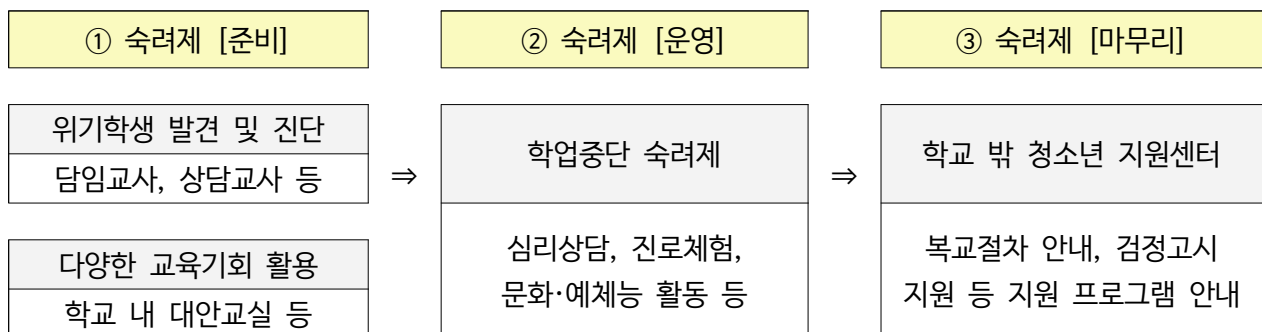 ① 숙려제 [준비]
위기학생 발견 및 진단
담임교사, 상담교사 등
다양한 교육기회 활용
학교 내 대안교실 등
⇒
② 숙려제 [운영]
학업중단 숙려제
심리상담, 진로체험,
문화·예체능 활동 등
⇒
③ 숙려제 [마무리]
학교 밖 청소년 지원센터
복교절차 안내, 검정고시
지원 등 지원 프로그램 안내